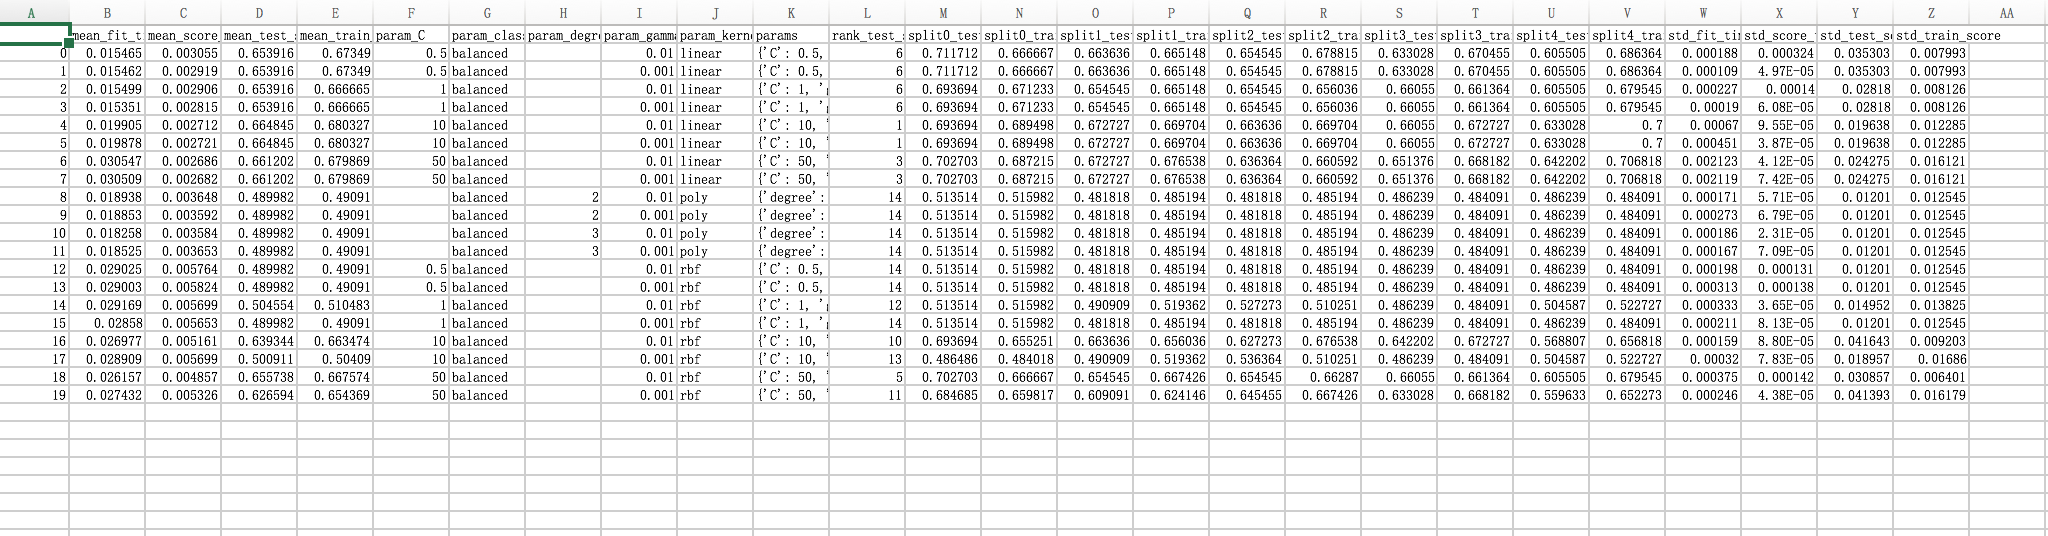 A B C D E F G H I J K L M N O P Q R S T U V W X Y Z AA
mean_fit_t mean_score_ mean_test_s mean_train_ param_C param_clas param_degre param_gamma param_kerne params rank_test_s split0_tes split0_tra split1_tes split1_tra split2_tes split2_tra split3_tes split3_tra split4_tes split4_tra std_fit_tim std_score_ std_test_sc std_train_score
0 0.015465 0.003055 0.653916 0.67349 0.5 balanced 0.01 linear {'C': 0.5, 6 0.711712 0.666667 0.663636 0.665148 0.654545 0.678815 0.633028 0.670455 0.605505 0.686364 0.000188 0.000324 0.035303 0.007993
1 0.015462 0.002919 0.653916 0.67349 0.5 balanced 0.001 linear {'C': 0.5, 6 0.711712 0.666667 0.663636 0.665148 0.654545 0.678815 0.633028 0.670455 0.605505 0.686364 0.000109 4.97E-05 0.035303 0.007993
2 0.015499 0.002906 0.653916 0.666665 1 balanced 0.01 linear {'C': 1, ' 6 0.693694 0.671233 0.654545 0.665148 0.654545 0.656036 0.66055 0.661364 0.605505 0.679545 0.000227 0.00014 0.02818 0.008126
3 0.015351 0.002815 0.653916 0.666665 1 balanced 0.001 linear {'C': 1, ' 6 0.693694 0.671233 0.654545 0.665148 0.654545 0.656036 0.66055 0.661364 0.605505 0.679545 0.00019 6.08E-05 0.02818 0.008126
4 0.019905 0.002712 0.664845 0.680327 10 balanced 0.01 linear {'C': 10, ' 1 0.693694 0.689498 0.672727 0.669704 0.663636 0.669704 0.66055 0.672727 0.633028 0.7 0.00067 9.55E-05 0.019638 0.012285
5 0.019878 0.002721 0.664845 0.680327 10 balanced 0.001 linear {'C': 10, ' 1 0.693694 0.689498 0.672727 0.669704 0.663636 0.669704 0.66055 0.672727 0.633028 0.7 0.000451 3.87E-05 0.019638 0.012285
6 0.030547 0.002686 0.661202 0.679869 50 balanced 0.01 linear {'C': 50, ' 3 0.702703 0.687215 0.672727 0.676538 0.636364 0.660592 0.651376 0.668182 0.642202 0.706818 0.002123 4.12E-05 0.024275 0.016121
7 0.030509 0.002682 0.661202 0.679869 50 balanced 0.001 linear {'C': 50, ' 3 0.702703 0.687215 0.672727 0.676538 0.636364 0.660592 0.651376 0.668182 0.642202 0.706818 0.002119 7.42E-05 0.024275 0.016121
8 0.018938 0.003648 0.489982 0.49091 balanced 2 0.01 poly {'degree': 14 0.513514 0.515982 0.481818 0.485194 0.481818 0.485194 0.486239 0.484091 0.486239 0.484091 0.000171 5.71E-05 0.01201 0.012545
9 0.018853 0.003592 0.489982 0.49091 balanced 2 0.001 poly {'degree': 14 0.513514 0.515982 0.481818 0.485194 0.481818 0.485194 0.486239 0.484091 0.486239 0.484091 0.000273 6.79E-05 0.01201 0.012545
10 0.018258 0.003584 0.489982 0.49091 balanced 3 0.01 poly {'degree': 14 0.513514 0.515982 0.481818 0.485194 0.481818 0.485194 0.486239 0.484091 0.486239 0.484091 0.000186 2.31E-05 0.01201 0.012545
11 0.018525 0.003653 0.489982 0.49091 balanced 3 0.001 poly {'degree': 14 0.513514 0.515982 0.481818 0.485194 0.481818 0.485194 0.486239 0.484091 0.486239 0.484091 0.000167 7.09E-05 0.01201 0.012545
12 0.029025 0.005764 0.489982 0.49091 0.5 balanced 0.01 rbf {'C': 0.5, 14 0.513514 0.515982 0.481818 0.485194 0.481818 0.485194 0.486239 0.484091 0.486239 0.484091 0.000198 0.000131 0.01201 0.012545
13 0.029003 0.005824 0.489982 0.49091 0.5 balanced 0.001 rbf {'C': 0.5, 14 0.513514 0.515982 0.481818 0.485194 0.481818 0.485194 0.486239 0.484091 0.486239 0.484091 0.000313 0.000138 0.01201 0.012545
14 0.029169 0.005699 0.504554 0.510483 1 balanced 0.01 rbf {'C': 1, ' 12 0.513514 0.515982 0.490909 0.519362 0.527273 0.510251 0.486239 0.484091 0.504587 0.522727 0.000333 3.65E-05 0.014952 0.013825
15 0.02858 0.005653 0.489982 0.49091 1 balanced 0.001 rbf {'C': 1, ' 14 0.513514 0.515982 0.481818 0.485194 0.481818 0.485194 0.486239 0.484091 0.486239 0.484091 0.000211 8.13E-05 0.01201 0.012545
16 0.026977 0.005161 0.639344 0.663474 10 balanced 0.01 rbf {'C': 10, ' 10 0.693694 0.655251 0.663636 0.656036 0.627273 0.676538 0.642202 0.672727 0.568807 0.656818 0.000159 8.80E-05 0.041643 0.009203
17 0.028909 0.005699 0.500911 0.50409 10 balanced 0.001 rbf {'C': 10, ' 13 0.486486 0.484018 0.490909 0.519362 0.536364 0.510251 0.486239 0.484091 0.504587 0.522727 0.00032 7.83E-05 0.018957 0.01686
18 0.026157 0.004857 0.655738 0.667574 50 balanced 0.01 rbf {'C': 50, ' 5 0.702703 0.666667 0.654545 0.667426 0.654545 0.66287 0.66055 0.661364 0.605505 0.679545 0.000375 0.000142 0.030857 0.006401
19 0.027432 0.005326 0.626594 0.654369 50 balanced 0.001 rbf {'C': 50, ' 11 0.684685 0.659817 0.609091 0.624146 0.645455 0.667426 0.633028 0.668182 0.559633 0.652273 0.000246 4.38E-05 0.041393 0.016179